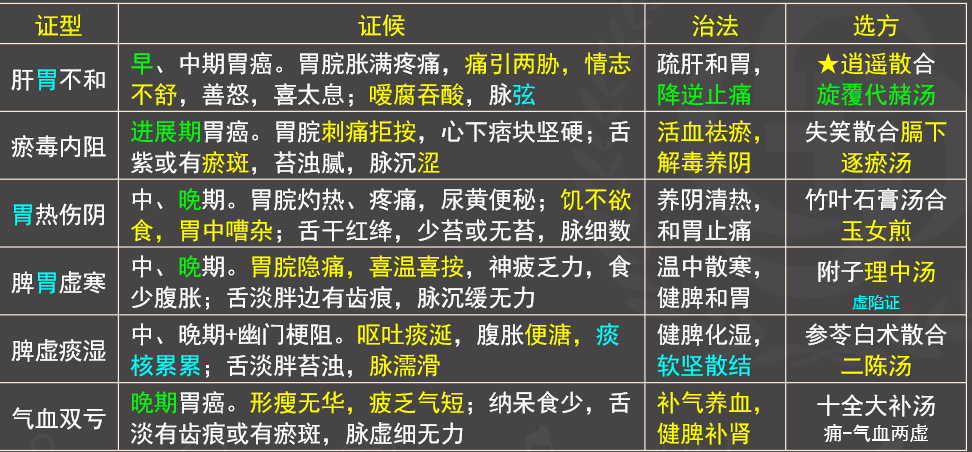 证型 证候 治法 选方
肝胃不和
早、中期胃癌。胃脘胀满疼痛，痛引两胁，情志
不舒，善怒，喜太息；嗳腐吞酸，脉弦
疏肝和胃，
降逆止痛
★逍遥散合
旋覆代赭汤
瘀毒内阻
进展期胃癌。胃脘刺痛拒按，心下痞块坚硬；舌
紫或有瘀斑，苔浊腻，脉沉涩
活血祛瘀，
解毒养阴
失笑散合膈下
逐瘀汤
胃热伤阴
中、晚期。胃脘灼热、疼痛，尿黄便秘；饥不欲
食，胃中嘈杂；舌干红绛，少苔或无苔，脉细数
养阴清热，
和胃止痛
竹叶石膏汤合
玉女煎
脾胃虚寒
中、晚期。胃脘隐痛，喜温喜按，神疲乏力，食
少腹胀；舌淡胖边有齿痕，脉沉缓无力
温中散寒，
健脾和胃
附子理中汤
虚陷证
脾虚痰湿
中、晚期+幽门梗阻。呕吐痰涎，腹胀便溏，痰
核累累；舌淡胖苔浊，脉濡滑
健脾化湿，
软坚散结
参苓白术散合
二陈汤
气血双亏
晚期胃癌。形瘦无华，疲乏气短；纳呆食少，舌
淡有齿痕或有瘀斑，脉虚细无力
补气养血，
健脾补肾
十全大补汤
痈-气血两虚